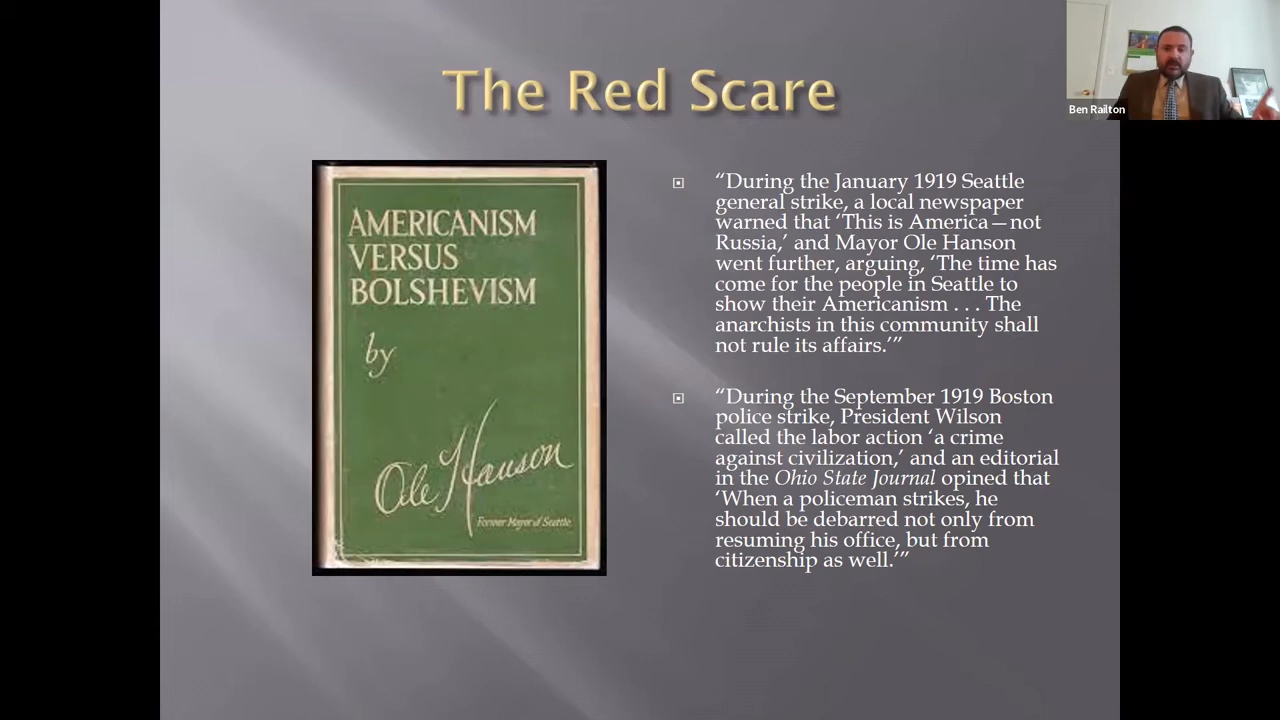 The Red Scare
Ben Railton
AMERICANISM
VERSUS
BOLSHEVISM
by
Ole Hanson
Former Mayor of Seattle
“During the January 1919 Seattle
general strike, a local newspaper
warned that ‘This is America—not
Russia,’ and Mayor Ole Hanson
went further, arguing, ‘The time has
come for the people in Seattle to
show their Americanism . . . The
anarchists in this community shall
not rule its affairs.’”
“During the September 1919 Boston
police strike, President Wilson
called the labor action ‘a crime
against civilization,’ and an editorial
in the Ohio State Journal opined that
‘When a policeman strikes, he
should be debarred not only from
resuming his office, but from
citizenship as well.’”